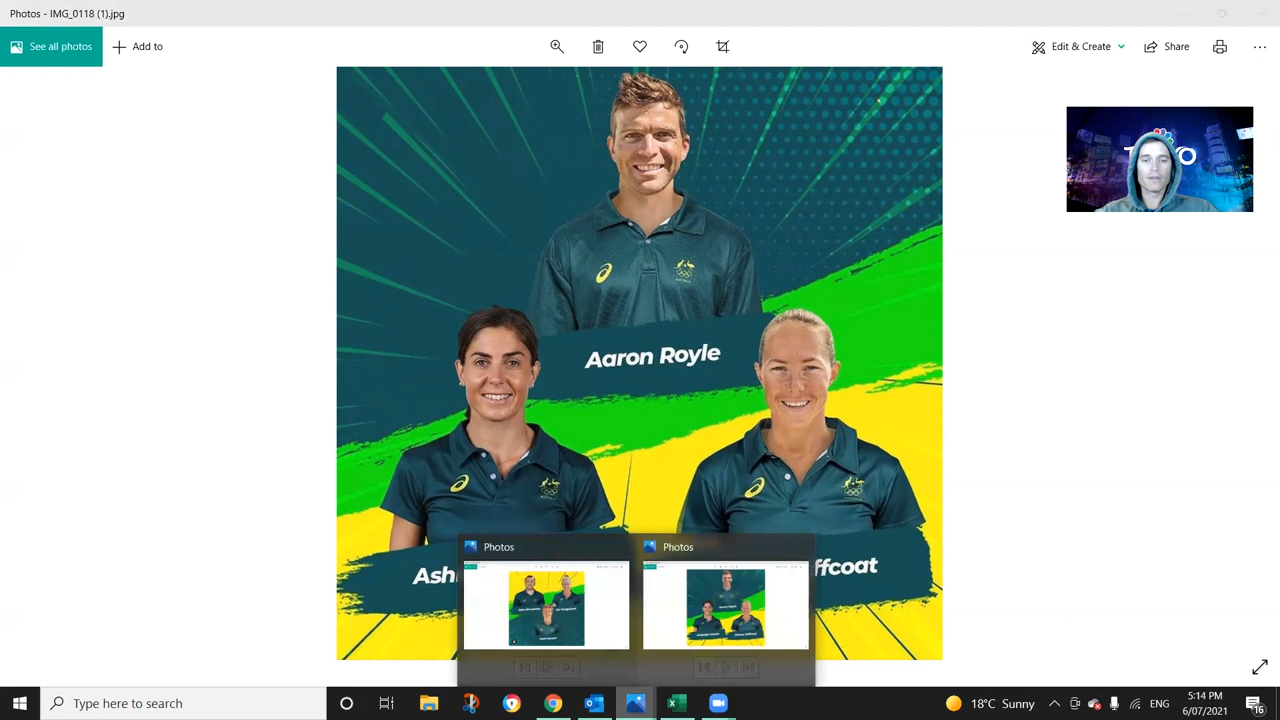 Photos - IMG_0118 (1).jpg
See all photos
Add to
Edit & Create
Share
Aaron Royle
Ash
ffcoat
Photos
Photos
Type here to search
18°C Sunny
ENG
5:14 PM
6/07/2021
16